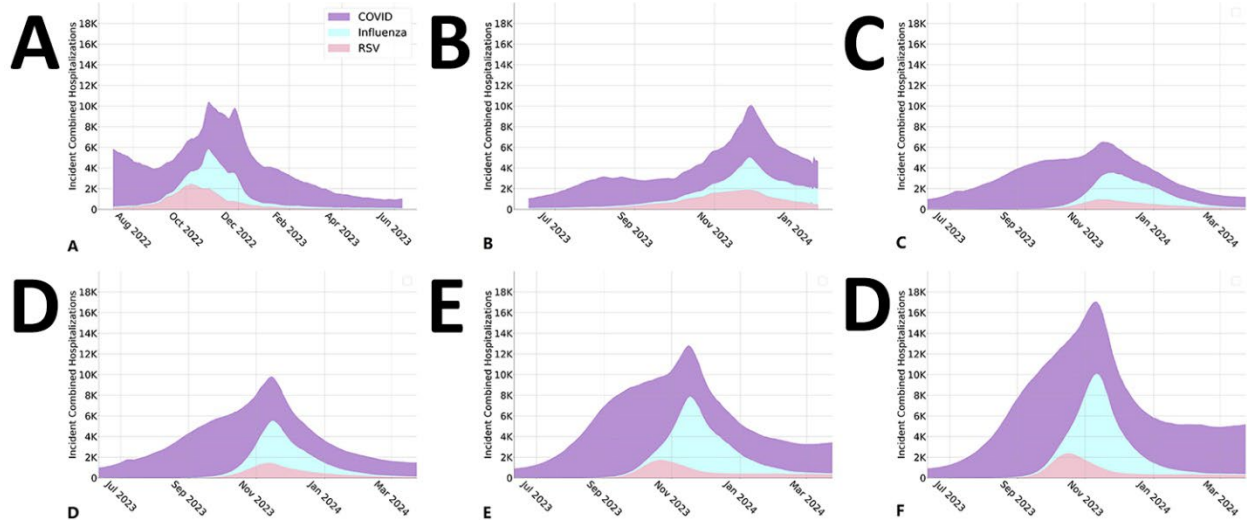 A
Incident Combined Hospitalizations
18K
16K
14K
12K
10K
8K
6K
4K
2K
0
COVID
Influenza
RSV
Aug 2022
Oct 2022
Dec 2022
Feb 2023
Apr 2023
Jun 2023
A
B
Incident Combined Hospitalizations
18K
16K
14K
12K
10K
8K
6K
4K
2K
0
Jul 2023
Sep 2023
Nov 2023
Jan 2024
B
C
Incident Combined Hospitalizations
18K
16K
14K
12K
10K
8K
6K
4K
2K
0
Jul 2023
Sep 2023
Nov 2023
Jan 2024
Mar 2024
C
D
Incident Combined Hospitalizations
18K
16K
14K
12K
10K
8K
6K
4K
2K
0
Jul 2023
Sep 2023
Nov 2023
Jan 2024
Mar 2024
D
E
Incident Combined Hospitalizations
18K
16K
14K
12K
10K
8K
6K
4K
2K
0
Jul 2023
Sep 2023
Nov 2023
Jan 2024
Mar 2024
E
D
Incident Combined Hospitalizations
18K
16K
14K
12K
10K
8K
6K
4K
2K
0
Jul 2023
Sep 2023
Nov 2023
Jan 2024
Mar 2024
F